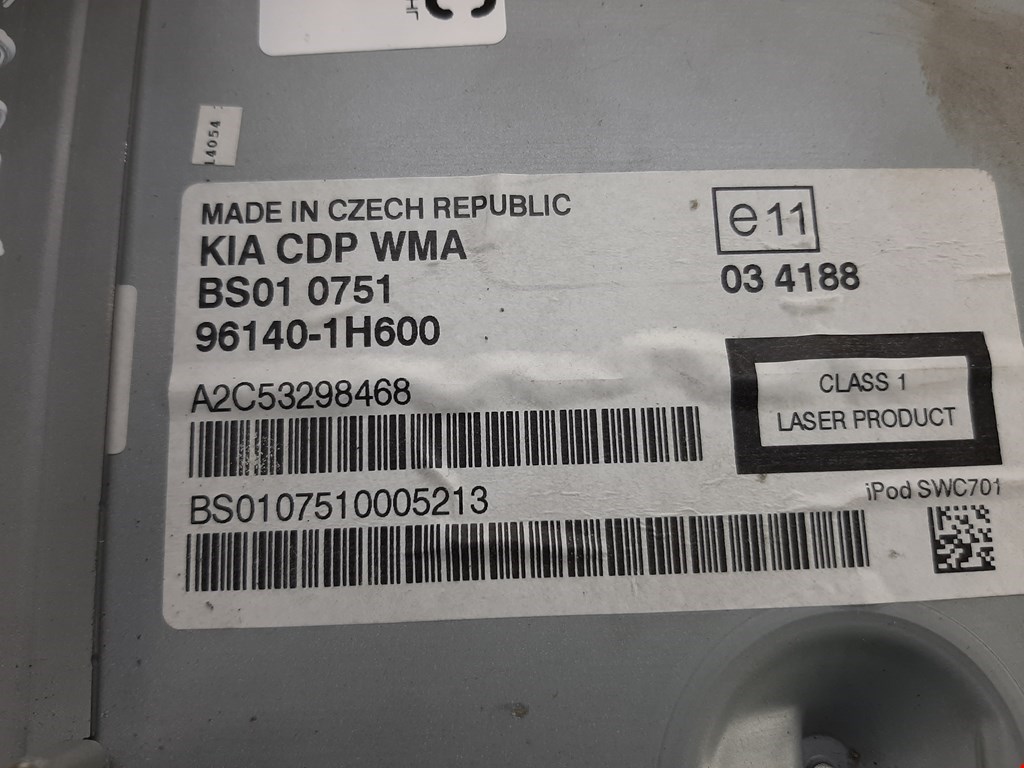 14054
MADE IN CZECH REPUBLIC
KIA CDP WMA
BS01 0751
96140-1H600
e11
03 4188
A2C53298468
CLASS 1
LASER PRODUCT
BS0107510005213
iPod SWC701